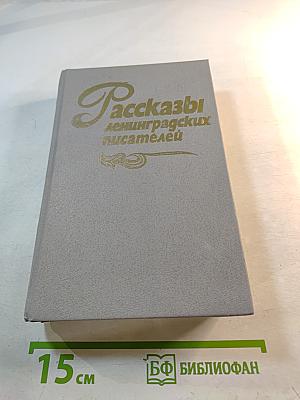 Рассказы
ленинградских
писателей
15 см
БФ БИБЛИОФАН